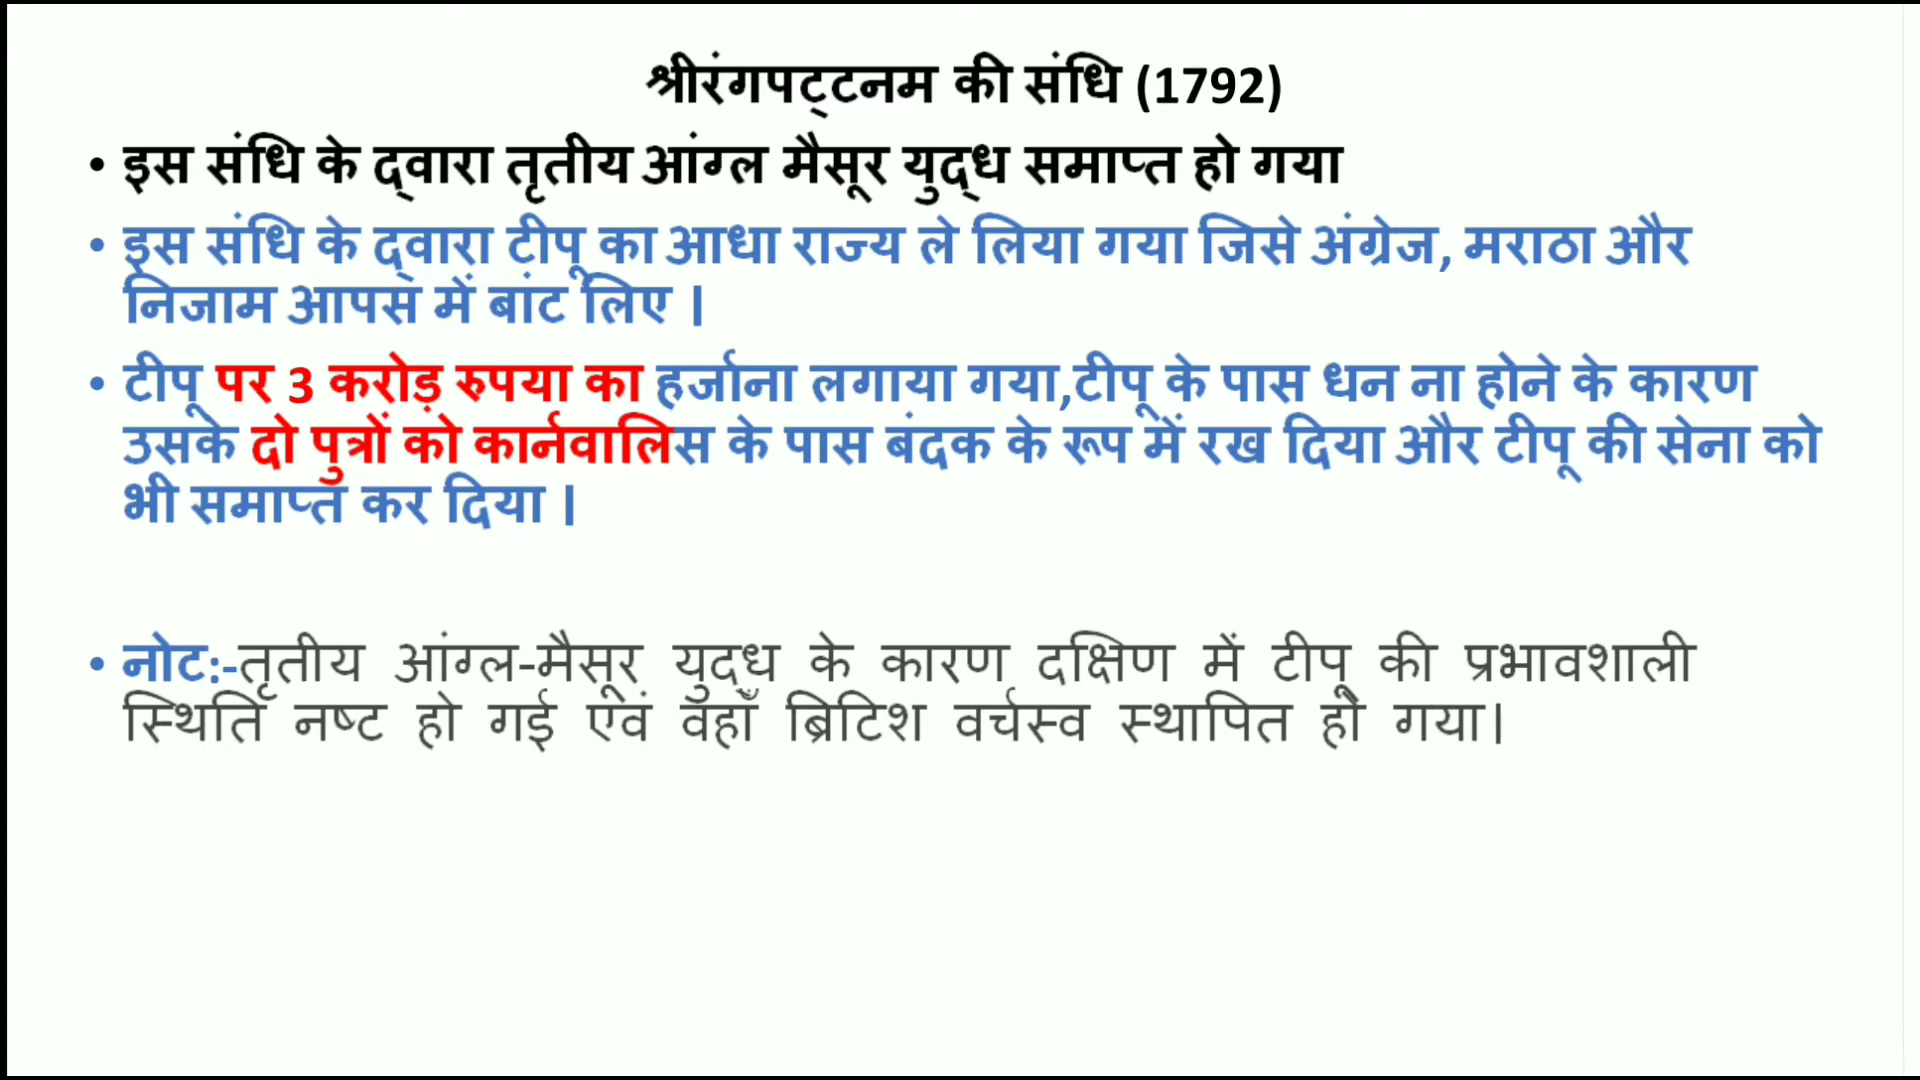 श्रीरंगपट्टनम की संधि (1792)
• इस संधि के द्वारा तृतीय आंग्ल मैसूर युद्ध समाप्त हो गया
• इस संधि के द्वारा टीपू का आधा राज्य ले लिया गया जिसे अंग्रेज, मराठा और
निजाम आपस में बांट लिए ।
• टीपू पर 3 करोड़ रुपया का हर्जाना लगाया गया,टीपू के पास धन ना होने के कारण
उसके दो पुत्रों को कार्नवालिस के पास बंदक के रूप में रख दिया और टीपू की सेना को
भी समाप्त कर दिया ।
• नोट:-तृतीय आंग्ल-मैसूर युद्ध के कारण दक्षिण में टीपू की प्रभावशाली
स्थिति नष्ट हो गई एवं वहाँ ब्रिटिश वर्चस्व स्थापित हो गया।